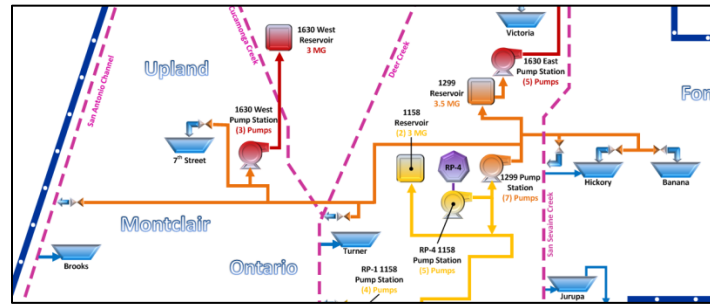 Cucamonga Creek
1630 West
Reservoir
3 MG
Victoria
Upland
Deer Creek
1630 East
Pump Station
(5) Pumps
San Antonio Channel
1299
Reservoir
3.5 MG
1630 West
Pump Station
(3) Pumps
1158
Reservoir
(2) 3 MG
Fon
7th Street
RP-4
1299 Pump
Station
(7) Pumps
Hickory
Banana
Montclair
San Sevaine Creek
Turner
RP-4 1158
Pump Station
(5) Pumps
Brooks
Ontario
RP-1 1158
Pump Station
(4) Pumps
Jurupa